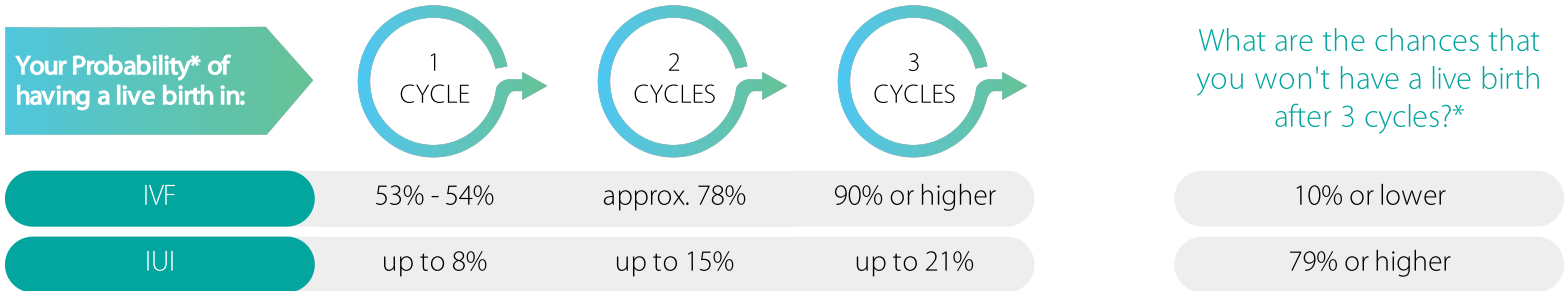 Your Probability* of
having a live birth in:
1
CYCLE
2
CYCLES
3
CYCLES
What are the chances that
you won't have a live birth
after 3 cycles?*
IVF 53% - 54% approx. 78% 90% or higher 10% or lower
IUI up to 8% up to 15% up to 21% 79% or higher